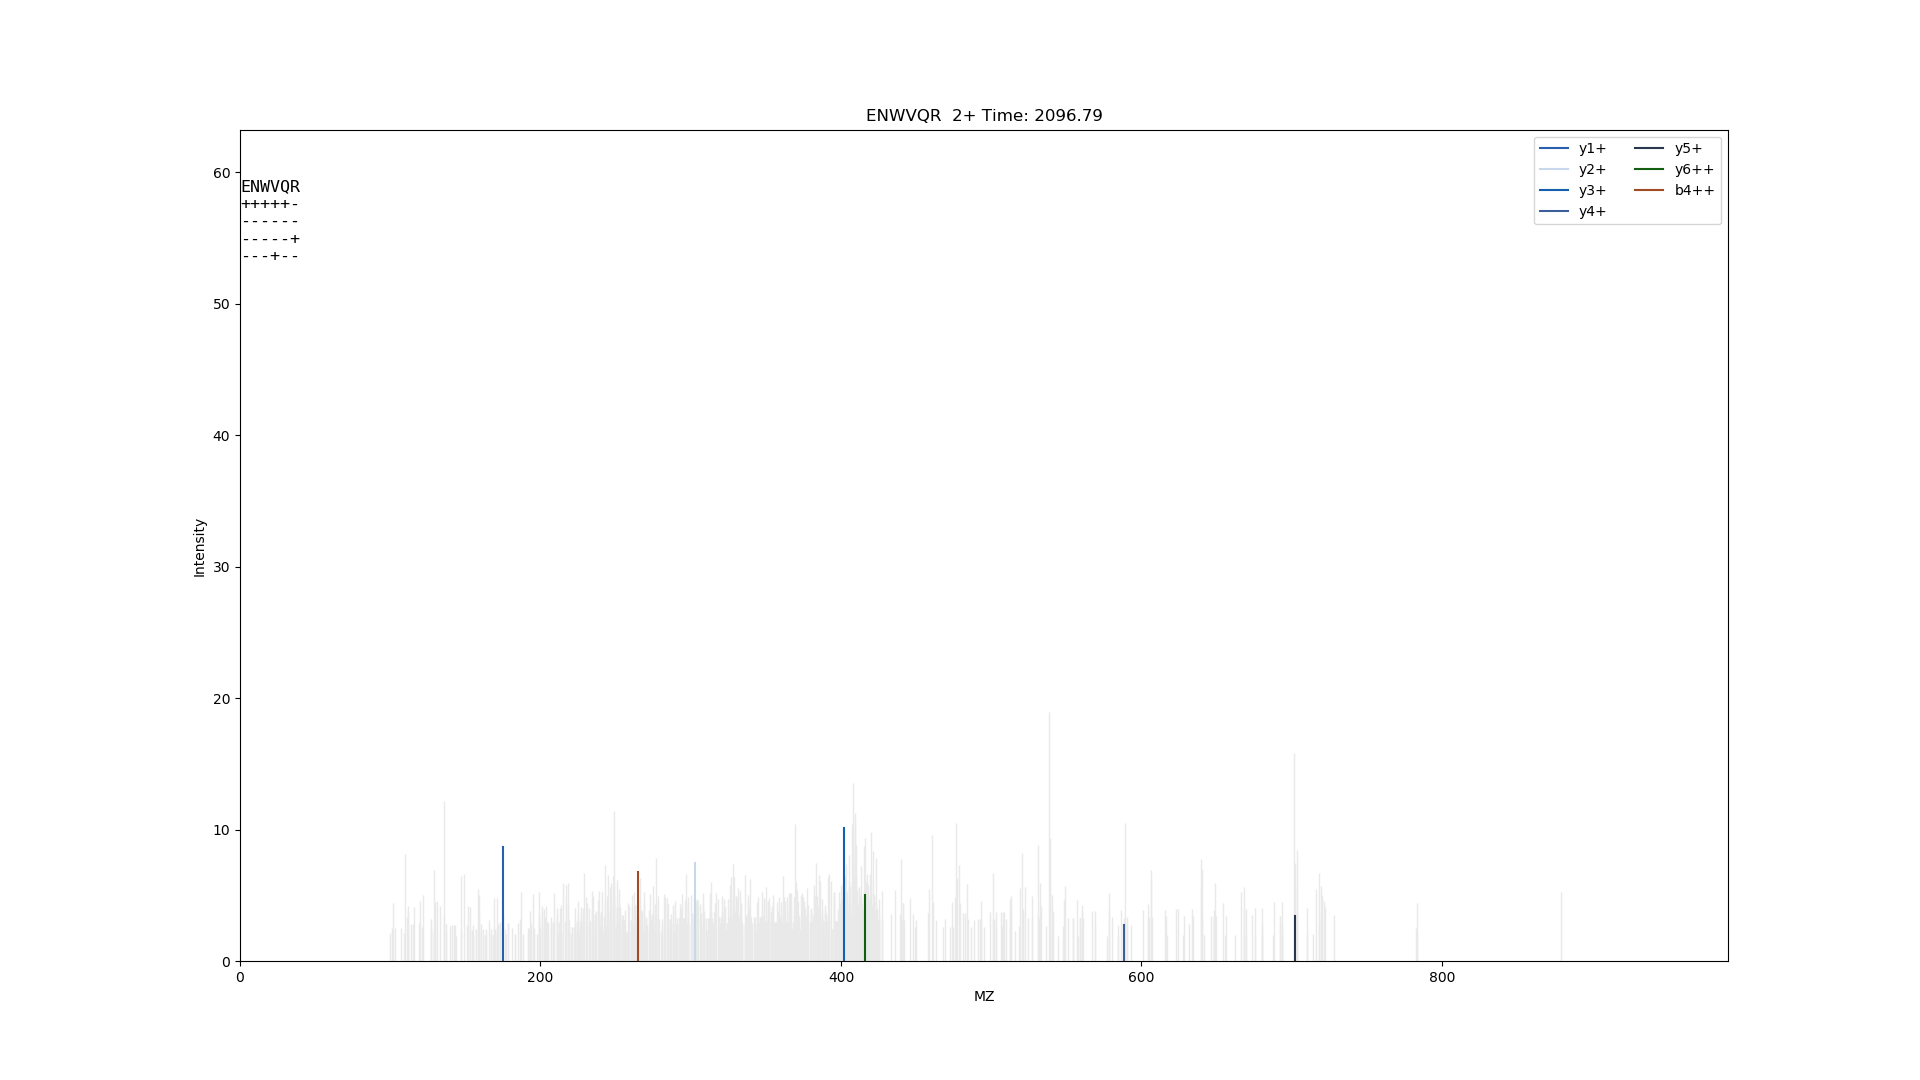 ENWVQR  2+ Time: 2096.79
y1+
y2+
y3+
y4+
y5+
y6++
b4++
ENWVQR
+++++-
------
-----+
---+--
60
50
40
30
20
10
0
Intensity
0
200
400
600
800
MZ